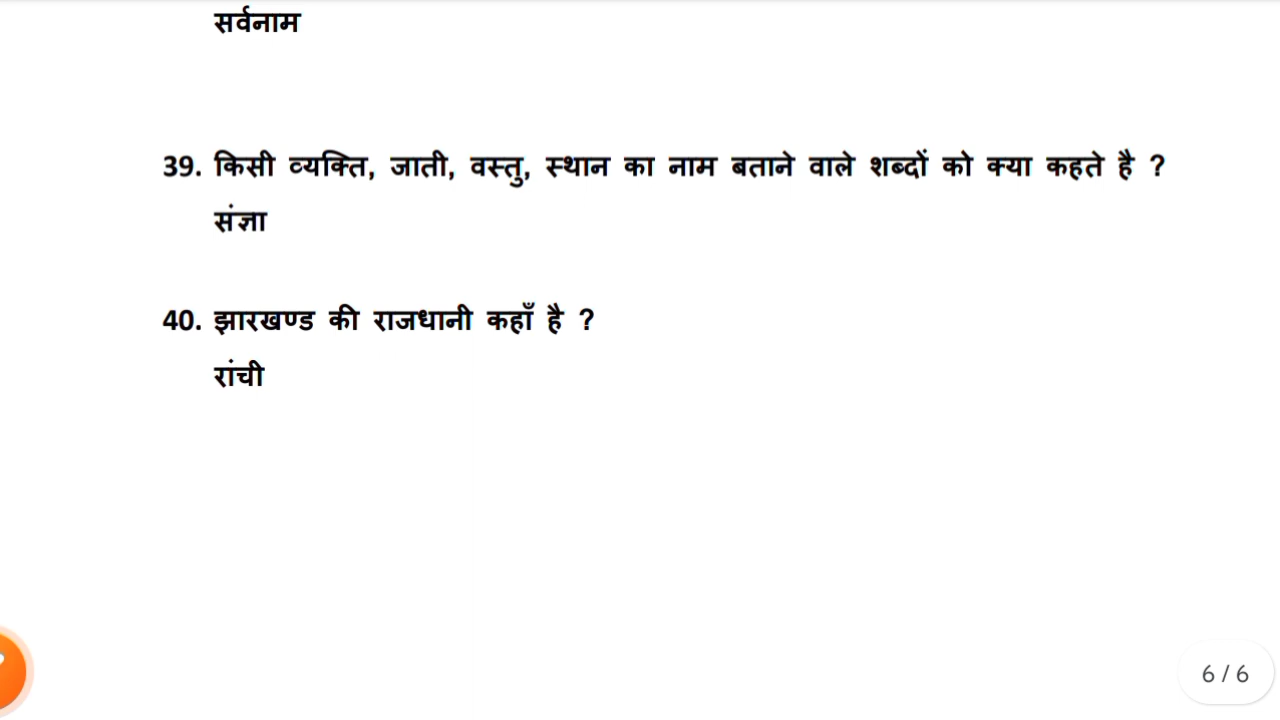 सर्वनाम
39. किसी व्यक्ति, जाती, वस्तु, स्थान का नाम बताने वाले शब्दों को क्या कहते है ?
संज्ञा
40. झारखण्ड की राजधानी कहाँ है ?
रांची
6 / 6